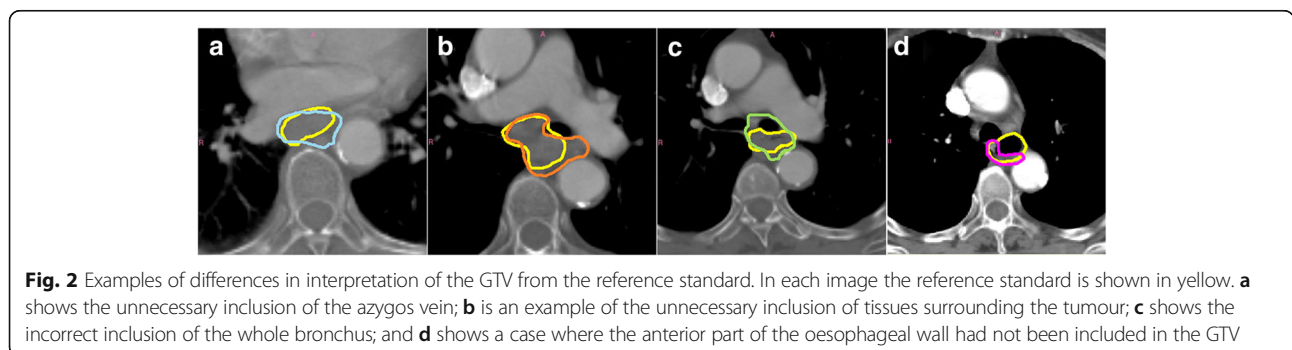 a b c d
A A A
R R R R
Fig. 2 Examples of differences in interpretation of the GTV from the reference standard. In each image the reference standard is shown in yellow. a
shows the unnecessary inclusion of the azygos vein; b is an example of the unnecessary inclusion of tissues surrounding the tumour; c shows the
incorrect inclusion of the whole bronchus; and d shows a case where the anterior part of the oesophageal wall had not been included in the GTV